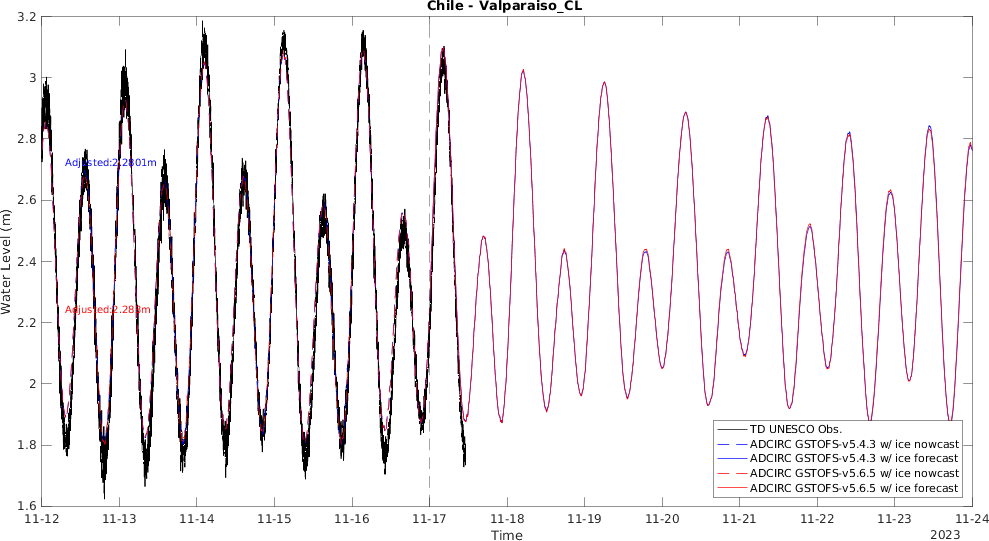 Chile - Valparaiso_CL
3.2
3
2.8
2.6
2.4
2.2
2
1.8
1.6
Water Level (m)
Adjusted:2.2801m
Adjusted:2.283m
TD UNESCO Obs.
ADCIRC GSTOFS-v5.4.3 w/ ice nowcast
ADCIRC GSTOFS-v5.4.3 w/ ice forecast
ADCIRC GSTOFS-v5.6.5 w/ ice nowcast
ADCIRC GSTOFS-v5.6.5 w/ ice forecast
11-12 11-13 11-14 11-15 11-16 11-17 11-18 11-19 11-20 11-21 11-22 11-23 11-24
Time
2023